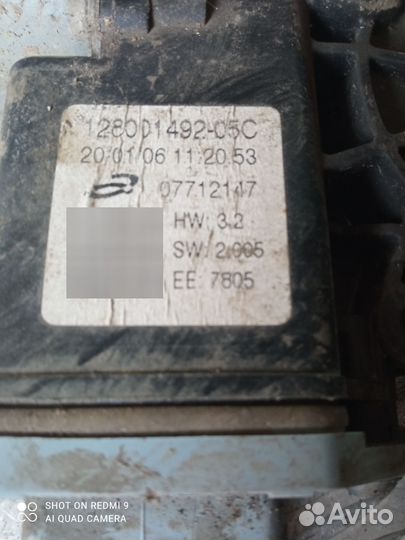 128001492-05C
20/01/06 11:20:53
07712147
HW: 3.2
SW: 2.005
EE: 7805
SHOT ON REDMI 9
AI QUAD CAMERA
Avito